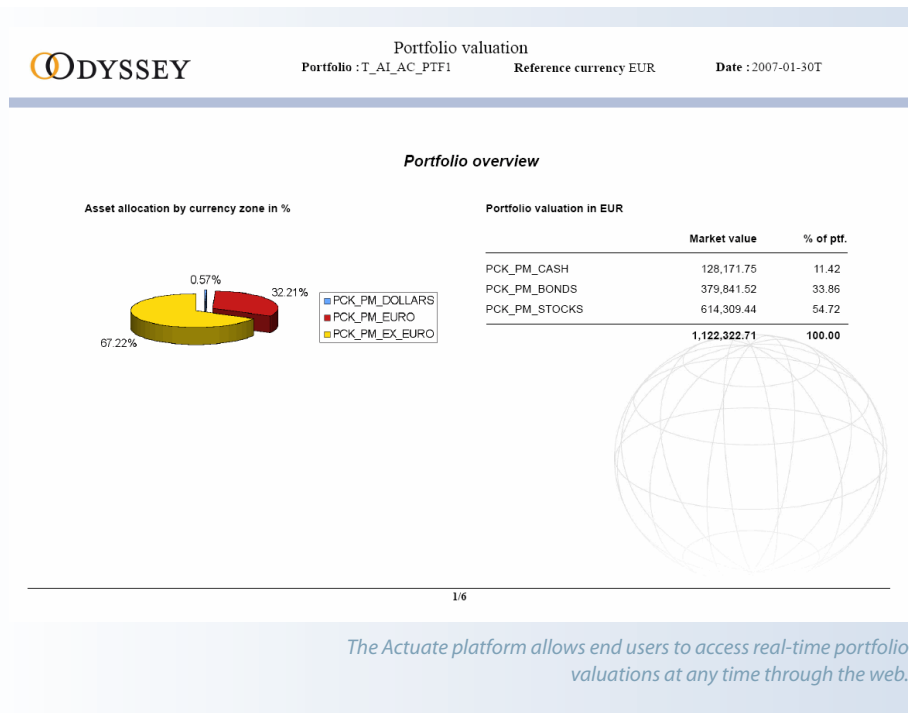 ODYSSEY
Portfolio valuation
Portfolio : T_AI_AC_PTF1 Reference currency EUR Date : 2007-01-30T
Portfolio overview
Asset allocation by currency zone in %
0.57%
32.21%
67.22%
PCK_PM_DOLLARS
PCK_PM_EURO
PCK_PM_EX_EURO
Portfolio valuation in EUR
Market value % of ptf.
PCK_PM_CASH 128,171.75 11.42
PCK_PM_BONDS 379,841.52 33.86
PCK_PM_STOCKS 614,309.44 54.72
1,122,322.71 100.00
1/6
The Actuate platform allows end users to access real-time portfolio
valuations at any time through the web.